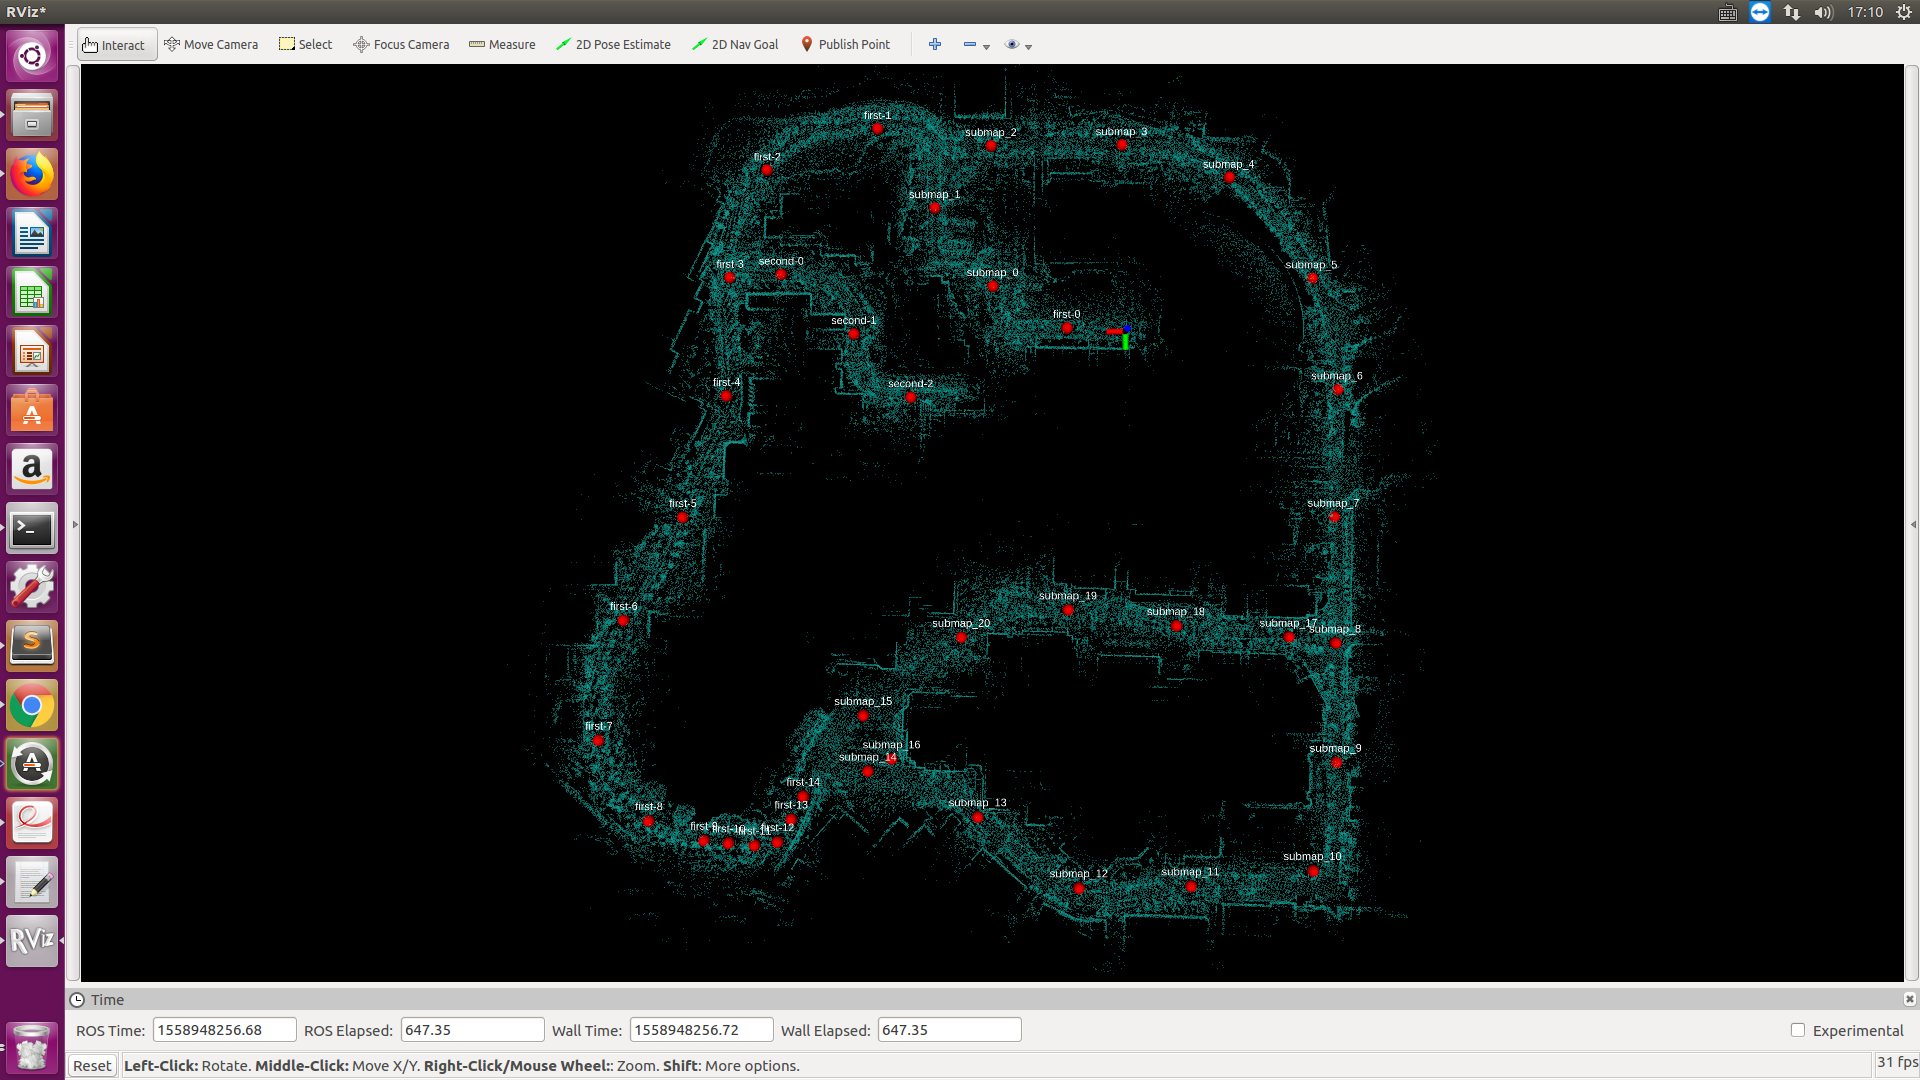 RViz*
17:10
Interact
Move Camera
Select
Focus Camera
Measure
2D Pose Estimate
2D Nav Goal
Publish Point
first-1
submap_2
submap_3
first-2
submap_4
submap_1
first-3
second-0
submap_0
submap_5
first-0
second-1
submap_6
first-4
second-2
first-5
submap_7
submap_19
first-6
submap_18
submap_20
submap_17
submap_8
submap_15
first-7
submap_16
submap_9
submap_14
first-14
first-8
first-13
submap_13
first-9
first-10
first-11
first-12
submap_10
submap_12
submap_11
RViz
Time
ROS Time: 1558948256.68 ROS Elapsed: 647.35 Wall Time: 1558948256.72 Wall Elapsed: 647.35
Experimental
Reset
Left-Click: Rotate. Middle-Click: Move X/Y. Right-Click/Mouse Wheel:: Zoom. Shift: More options.
31 fps